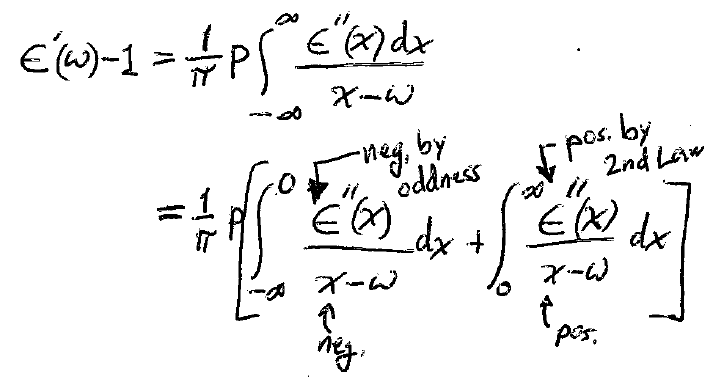 ϵ′(ω)-1 = 1/π P∫_{-∞}^{∞} ϵ″(x)dx / x-ω
= 1/π P[∫_{-∞}^{0} ϵ″(x)/x-ω dx + ∫_{0}^{∞} ϵ″(x)/x-ω dx]
neg. by oddness
pos. by 2nd Law
neg.
pos.